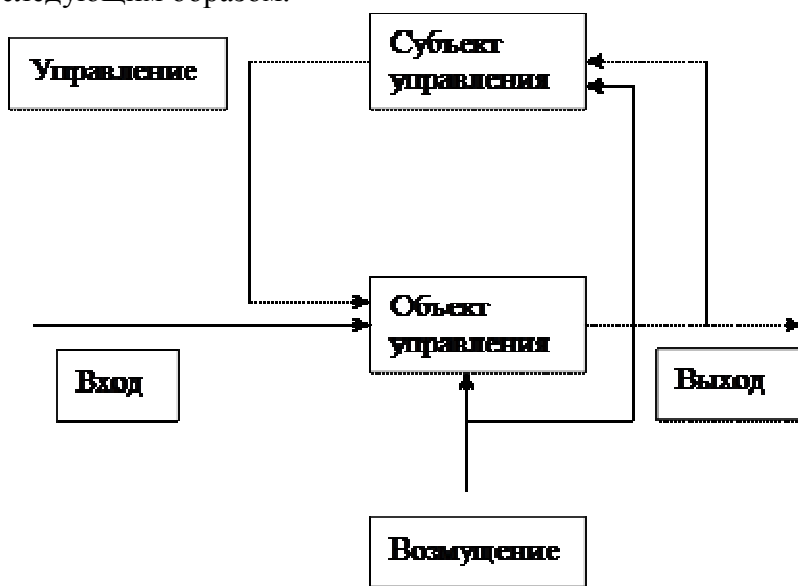 следующим образом.
Управление
Субъект
управления
Объект
управления
Вход
Выход
Возмущение